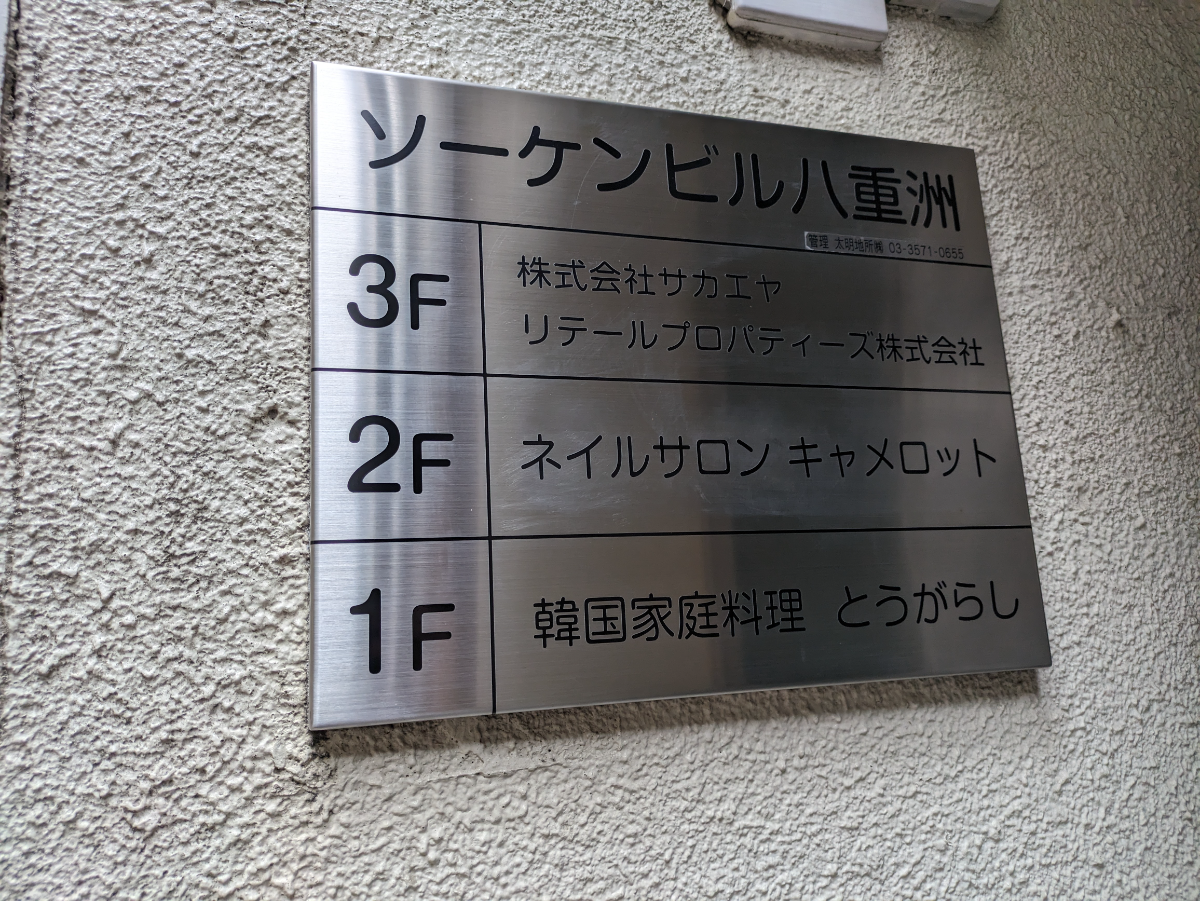 ソーケンビル八重洲
管理 太明地所㈱ 03-3571-0655
3F
株式会社サカエヤ
リテールプロパティーズ株式会社
2F
ネイルサロン キャメロット
1F
韓国家庭料理 とうがらし